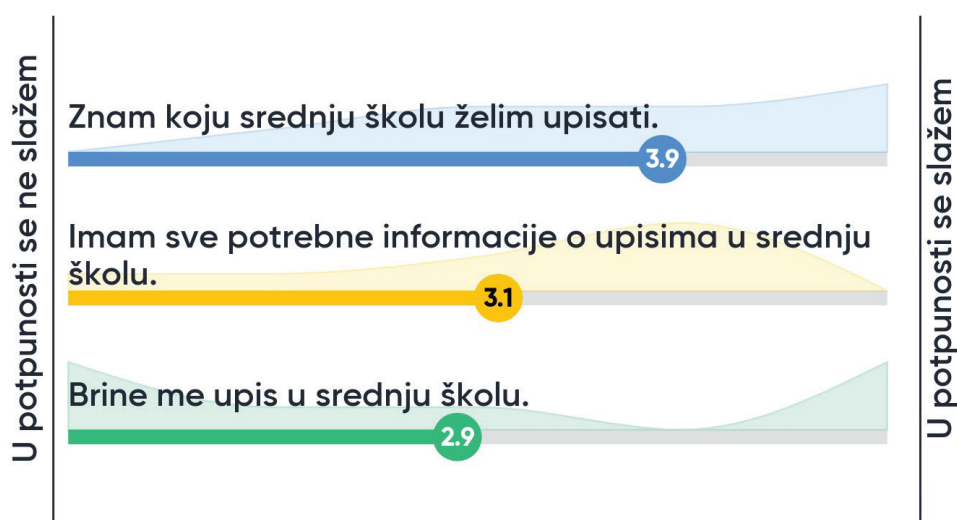 U potpunosti se ne slažem
Znam koju srednju školu želim upisati.
3.9
Imam sve potrebne informacije o upisima u srednju
školu.
3.1
Brine me upis u srednju školu.
2.9
U potpunosti se slažem